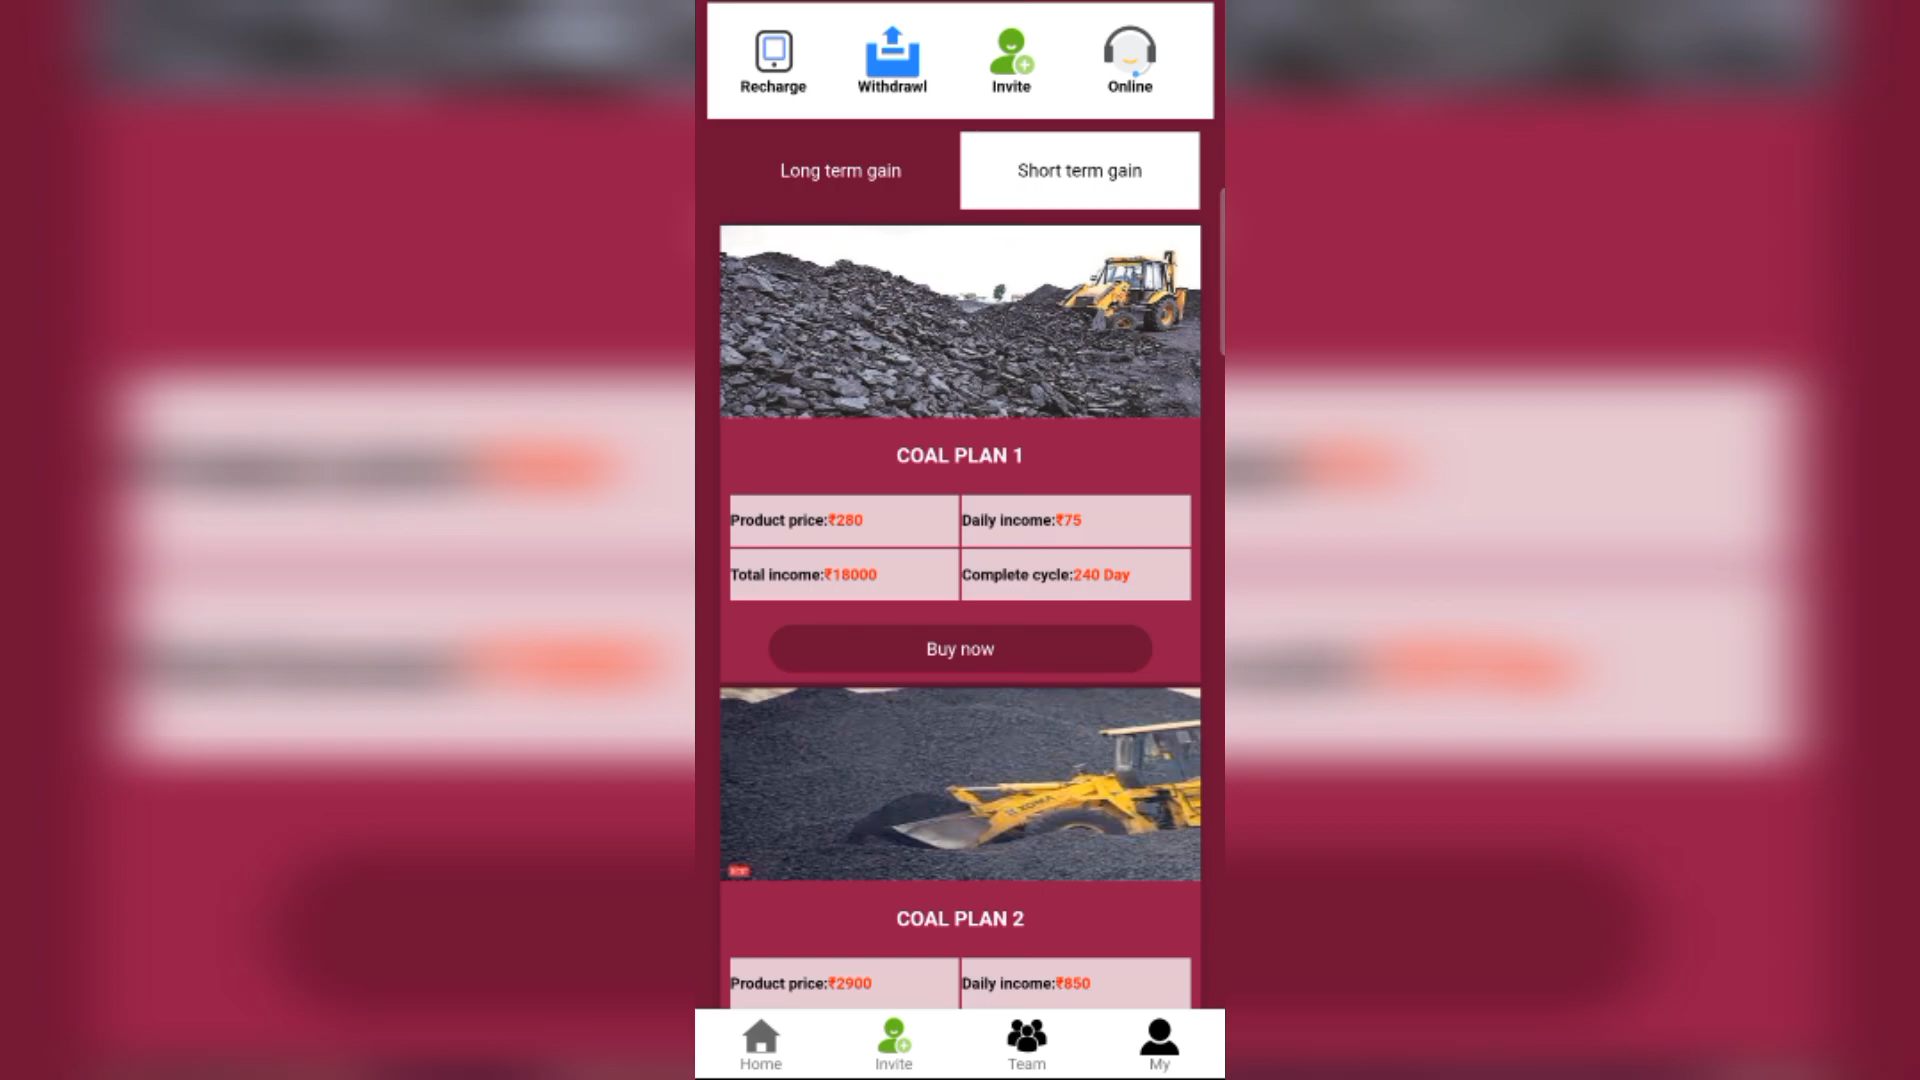 Recharge Withdrawl Invite Online
Long term gain Short term gain
COAL PLAN 1
Product price:₹280 Daily income:₹75
Total income:₹18000 Complete cycle:240 Day
Buy now
COAL PLAN 2
Product price:₹2900 Daily income:₹850
Home Invite Team My